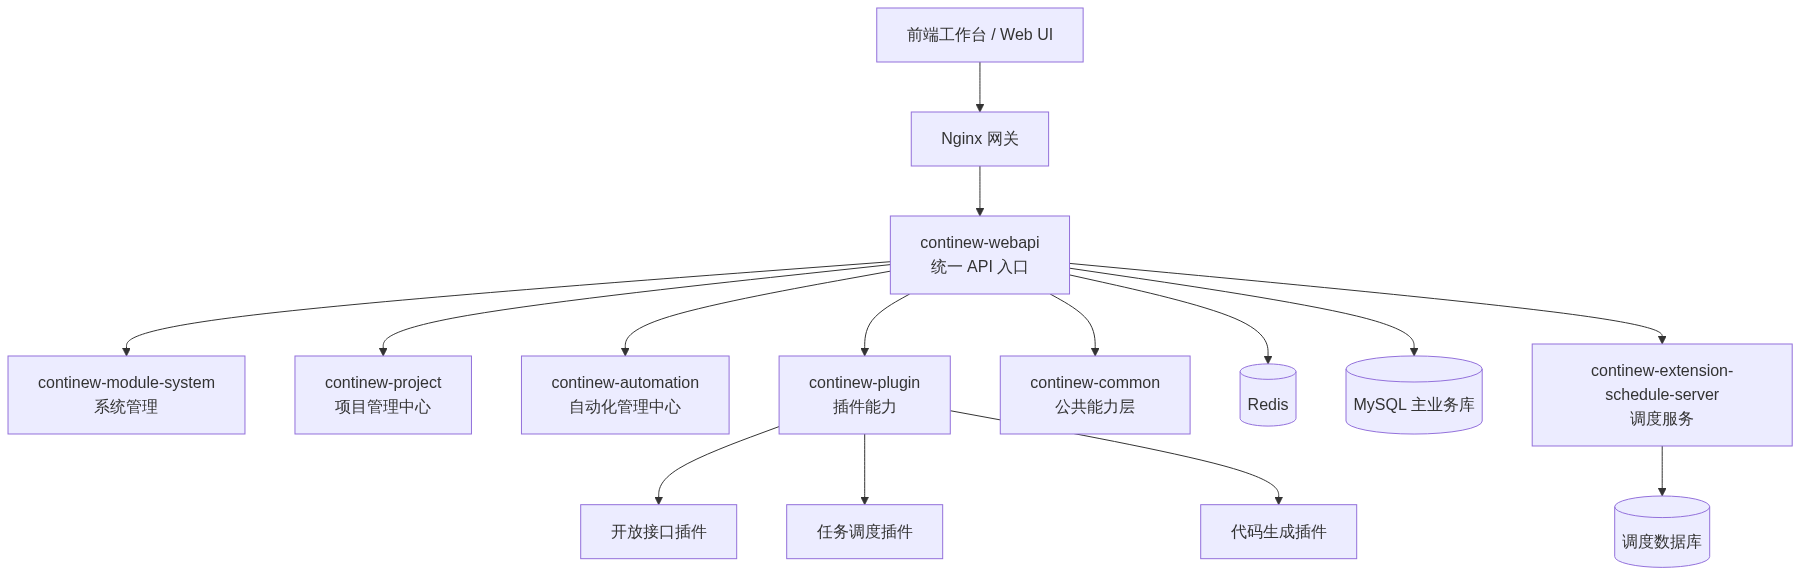 前端工作台 / Web UI
Nginx 网关
continew-webapi
统一 API 入口
continew-module-system
系统管理
continew-project
项目管理中心
continew-automation
自动化管理中心
continew-plugin
插件能力
continew-common
公共能力层
Redis
MySQL 主业务库
continew-extension-
schedule-server
调度服务
开放接口插件
任务调度插件
代码生成插件
调度数据库